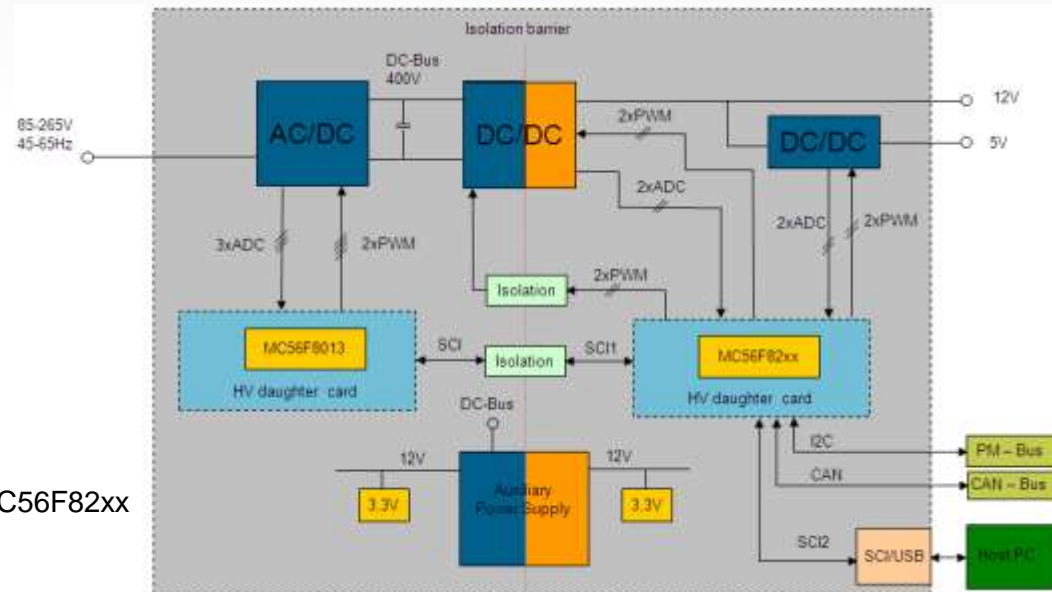 Isolation barrier
DC-Bus
400V
85-265V
45-65Hz
AC/DC
DC/DC
DC/DC
12V
5V
2xPWM
2xADC
3xADC
2xPWM
2xADC
2xPWM
2xPWM
Isolation
MC56F8013
HV daughter card
SCI
Isolation
SCI1
MC56F82xx
HV daughter card
DC-Bus
12V
12V
3.3V
Auxiliary
Power Supply
3.3V
I2C
PM – Bus
CAN
CAN – Bus
SCI2
SCI/USB
Host PC
C56F82xx